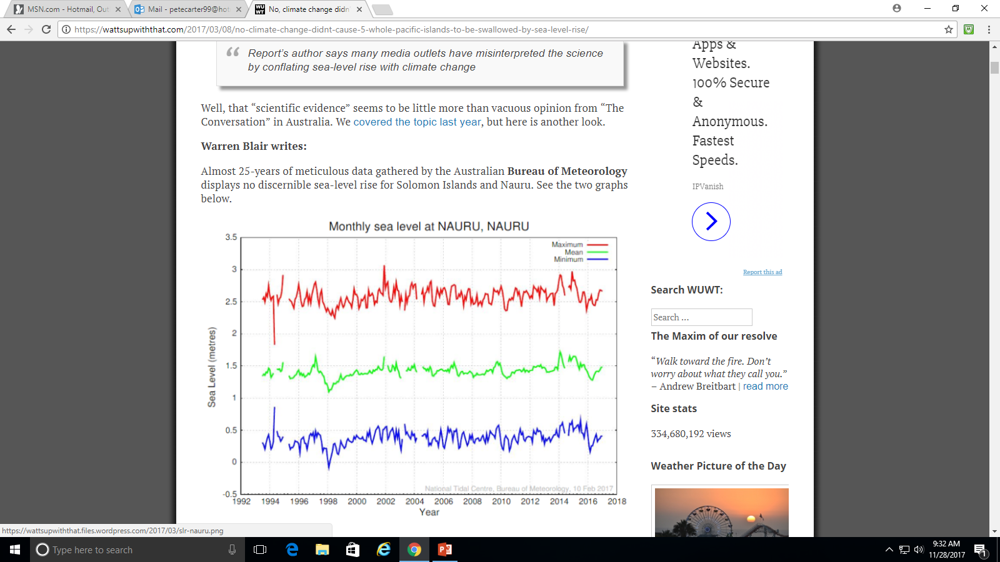 MSN.com - Hotmail, Out
Mail - petecarter99@hot
No, climate change didn
https://wattsupwiththat.com/2017/03/08/no-climate-change-didnt-cause-5-whole-pacific-islands-to-be-swallowed-by-sea-level-rise/
Report's author says many media outlets have misinterpreted the science
by conflating sea-level rise with climate change
Well, that “scientific evidence” seems to be little more than vacuous opinion from “The
Conversation” in Australia. We covered the topic last year, but here is another look.
Warren Blair writes:
Almost 25-years of meticulous data gathered by the Australian Bureau of Meteorology
displays no discernible sea-level rise for Solomon Islands and Nauru. See the two graphs
below.
Monthly sea level at NAURU, NAURU
Maximum
Mean
Minimum
3.5
3
2.5
2
1.5
1
0.5
0
-0.5
Sea Level (metres)
National Tidal Centre, Bureau of Meteorology, 10 Feb 2017
1992 1994 1996 1998 2000 2002 2004 2006 2008 2010 2012 2014 2016 2018
Year
Apps &
Websites.
100% Secure
&
Anonymous.
Fastest
Speeds.
IPVanish
Report this ad
Search WUWT:
Search ...
The Maxim of our resolve
“Walk toward the fire. Don’t
worry about what they call you.”
– Andrew Breitbart | read more
Site stats
334,680,192 views
Weather Picture of the Day
https://wattsupwiththat.files.wordpress.com/2017/03/slr-nauru.png
Type here to search
9:32 AM
11/28/2017
1